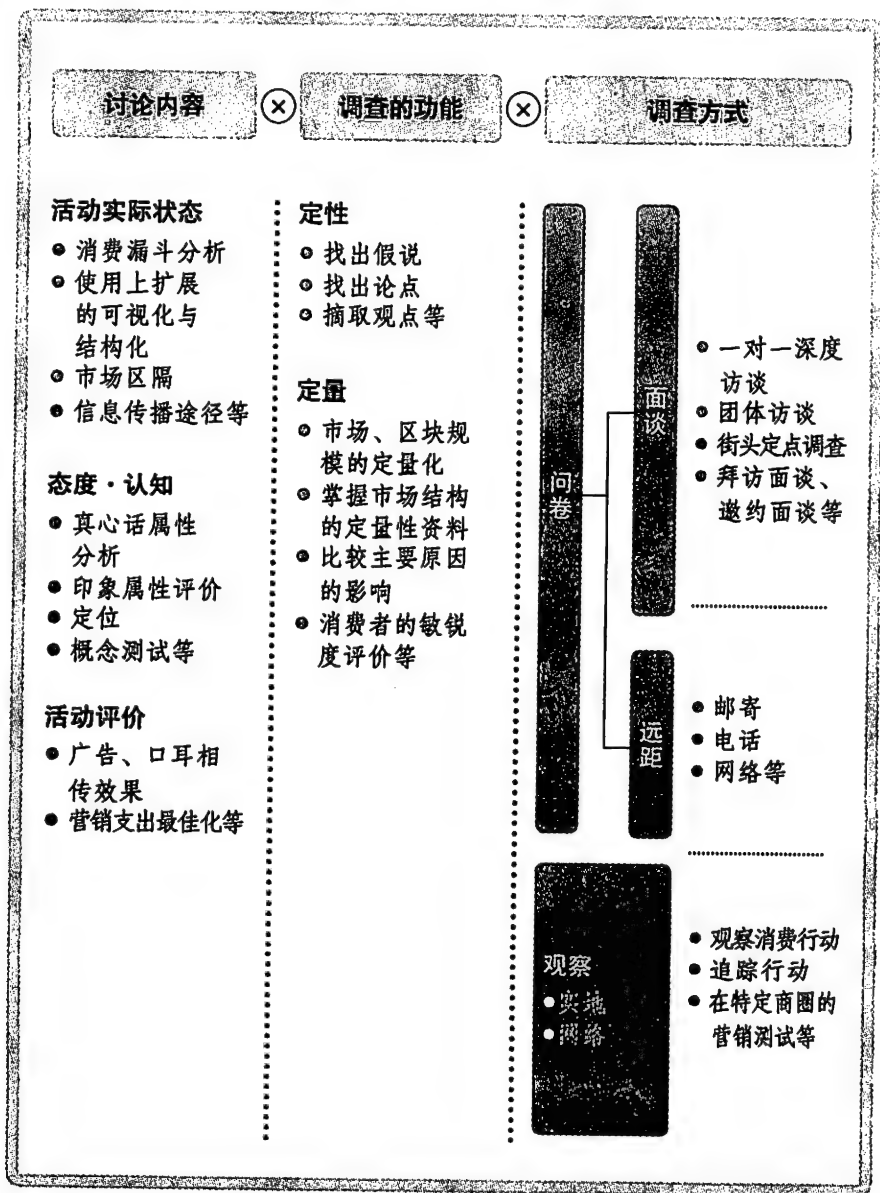 讨论内容 × 调查的功能 × 调查方式
活动实际状态
● 消费漏斗分析
● 使用上扩展
的可视化与
结构化
● 市场区隔
● 信息传播途径等
态度·认知
● 真心话属性
分析
● 印象属性评价
● 定位
● 概念测试等
活动评价
● 广告、口耳相
传效果
● 营销支出最佳化等
定性
● 找出假说
● 找出论点
● 摘取观点等
定量
● 市场、区块规
模的定量化
● 掌握市场结构
的定量性资料
● 比较主要原因
的影响
● 消费者的敏锐
度评价等
问卷
面谈
● 一对一深度
访谈
● 团体访谈
● 街头定点调查
● 拜访面谈、
邀约面谈等
远距
● 邮寄
● 电话
● 网络等
观察
● 实地
● 网络
● 观察消费行动
● 追踪行动
● 在特定商圈的
营销测试等